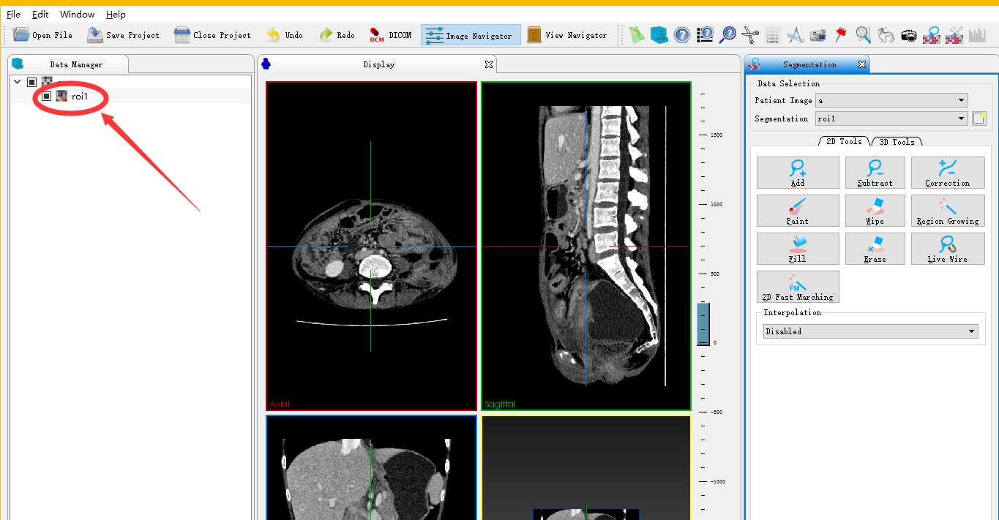 File Edit Window Help
Open File Save Project Close Project Undo Redo DCM DICOM Image Navigator View Navigator
Data Manager
Display
Segmentation
roi1
Data Selection
Patient Image a
Segmentation roi1
2D Tools 3D Tools
Add Subtract Correction
Paint Wipe Region Growing
Fill Erase Live Wire
FM
2D Fast Marching
Interpolation
Disabled
1500
1000
500
0
-500
-1000
Axial
Sagittal